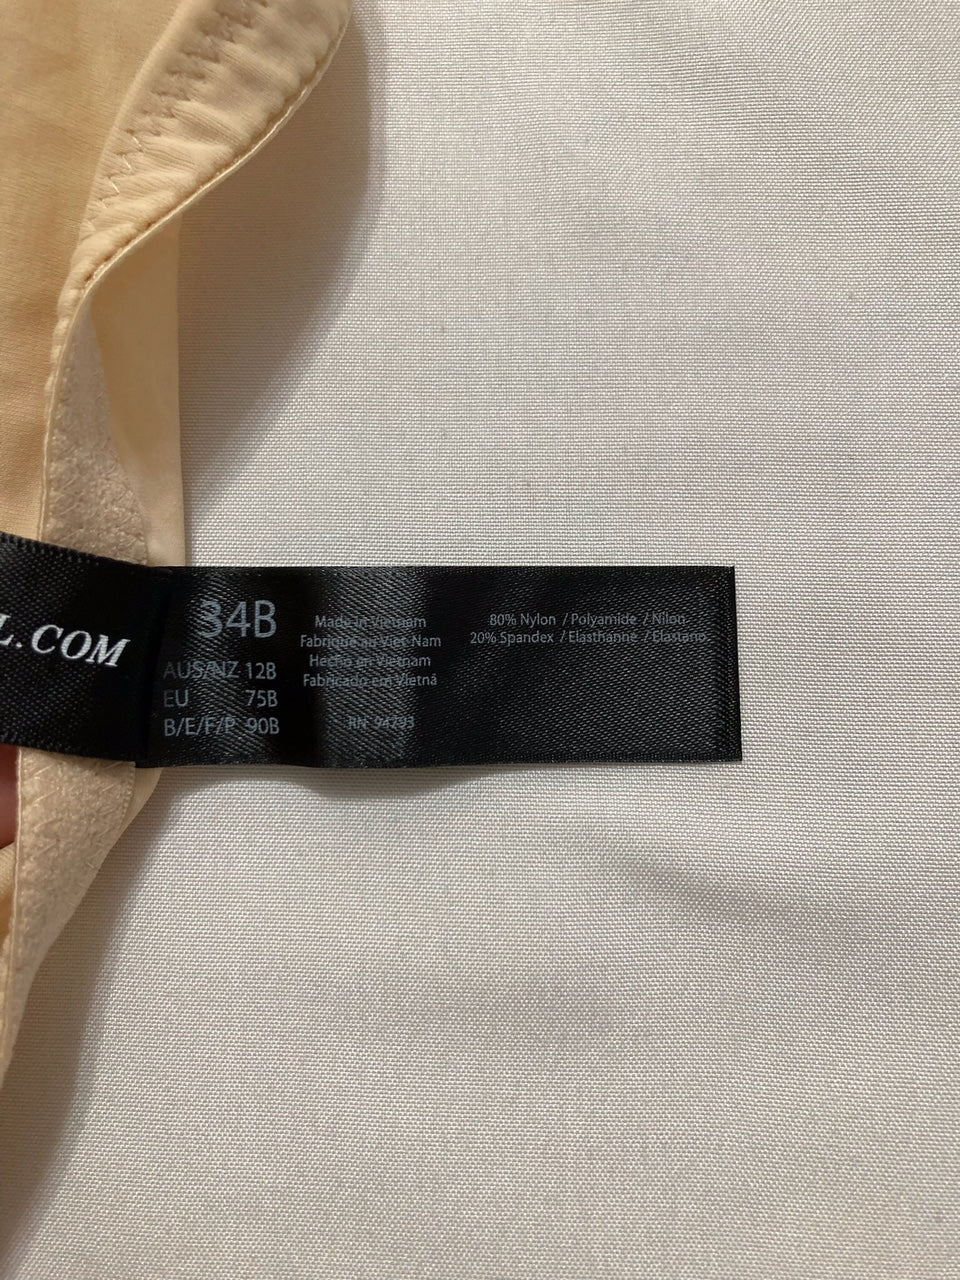 L.COM
34B
AUS/NZ 12B
EU 75B
B/E/F/P 90B
Made in Vietnam
Fabriqué au Viet Nam
Hecho en Vietnam
Fabricado em Vietnã
RN 94293
80% Nylon / Polyamide / Nilon
20% Spandex / Élasthanne / Elastano